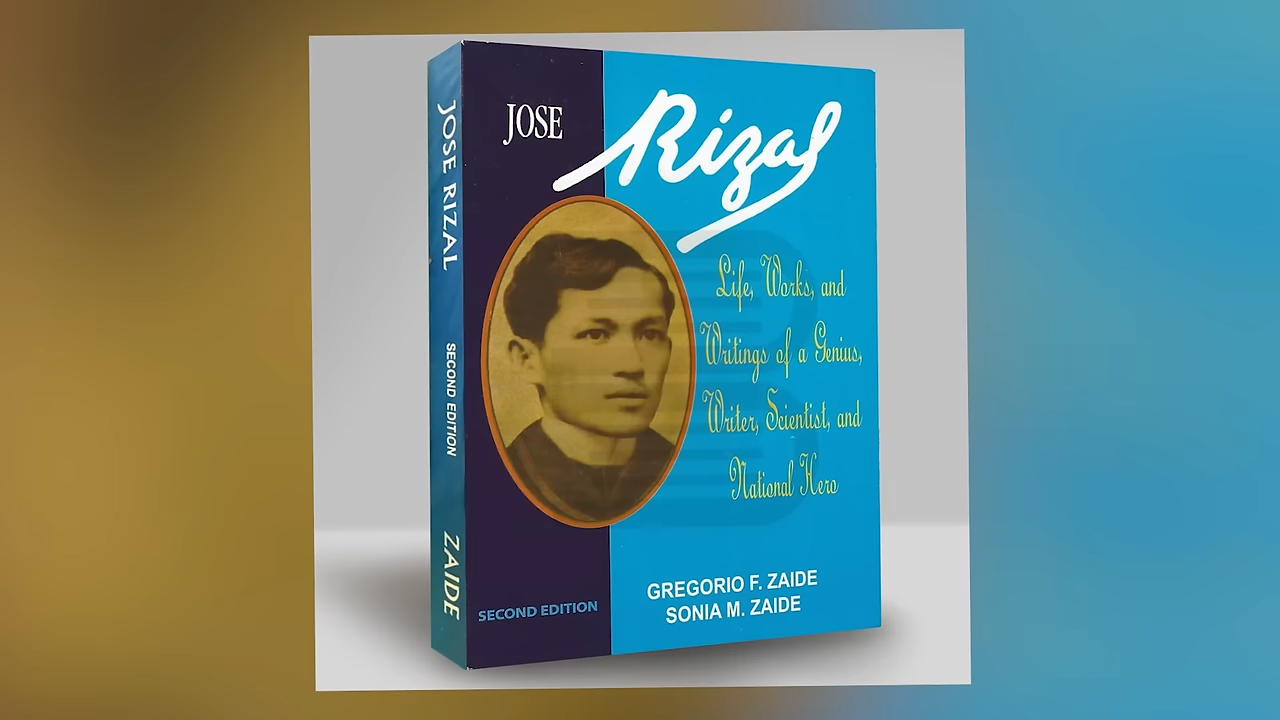 JOSE
Rizal
Life, Works, and
Writings of a Genius,
Writer, Scientist, and
National Hero
GREGORIO F. ZAIDE
SONIA M. ZAIDE
SECOND EDITION
JOSE RIZAL
SECOND EDITION
ZAIDE